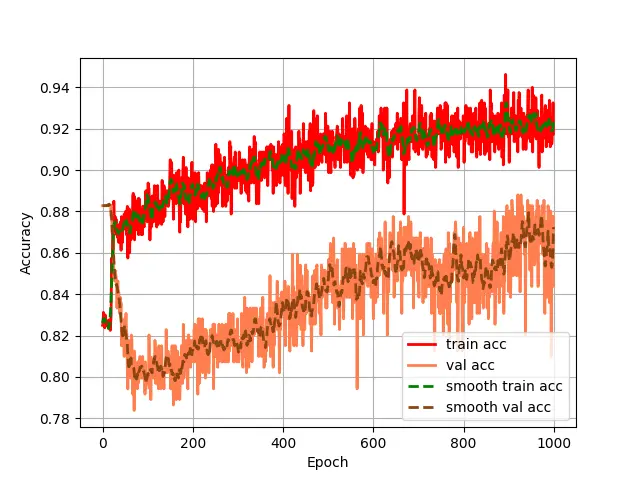 0.94
0.92
0.90
0.88
0.86
0.84
0.82
0.80
0.78
Accuracy
train acc
val acc
smooth train acc
smooth val acc
0 200 400 600 800 1000
Epoch